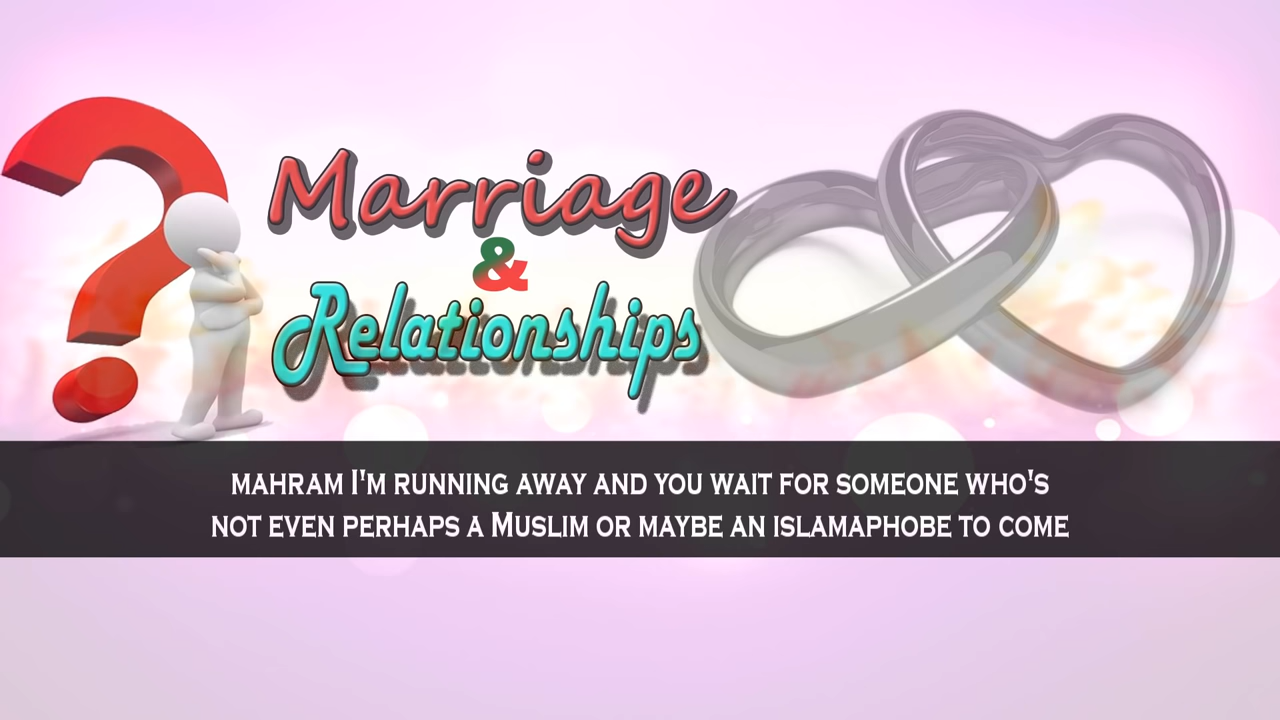 Marriage
&
Relationships
MAHRAM I'M RUNNING AWAY AND YOU WAIT FOR SOMEONE WHO'S
NOT EVEN PERHAPS A MUSLIM OR MAYBE AN ISLAMAPHOBE TO COME